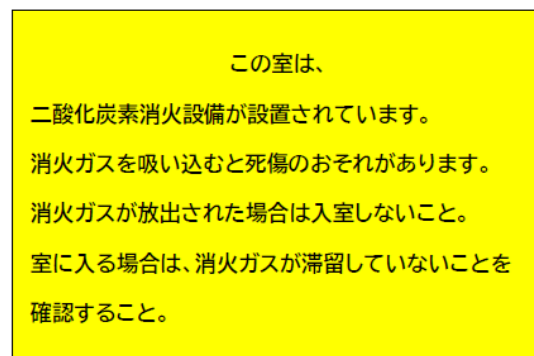 この室は、
二酸化炭素消火設備が設置されています。
消火ガスを吸い込むと死傷のおそれがあります。
消火ガスが放出された場合は入室しないこと。
室に入る場合は、消火ガスが滞留していないことを
確認すること。